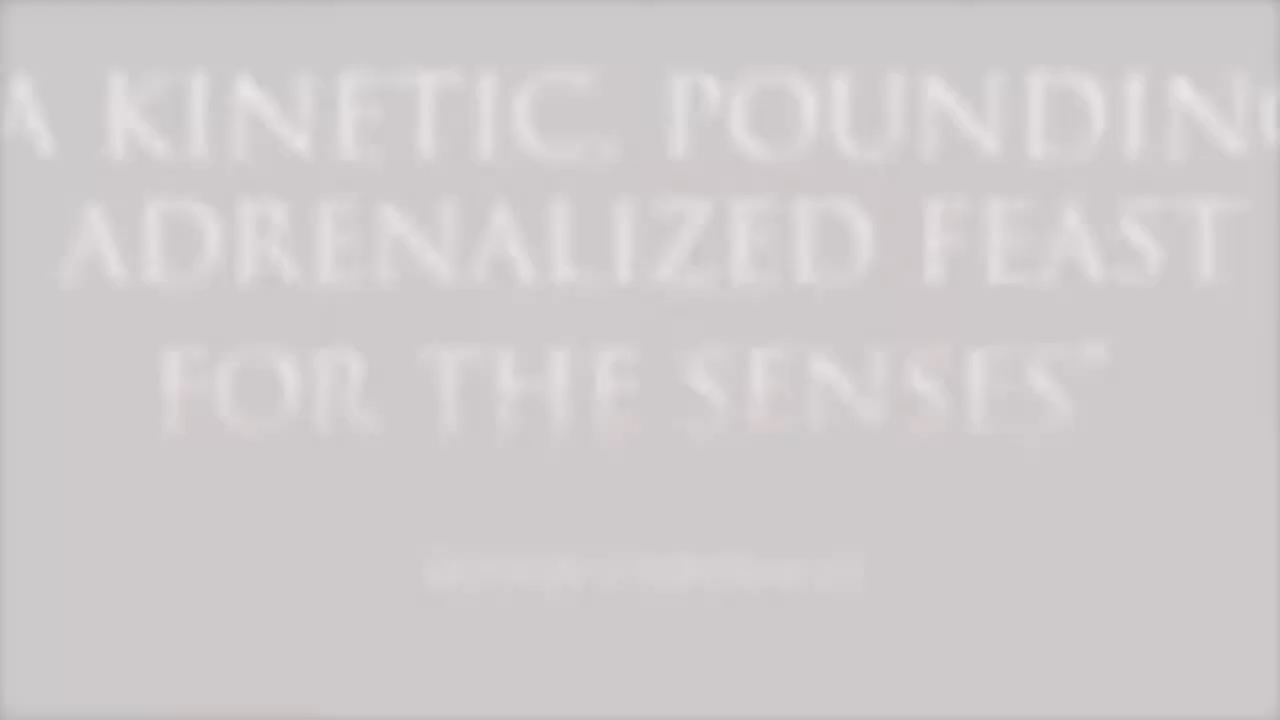 A KINETIC, POUNDING
ADRENALIZED FEAST
FOR THE SENSES"